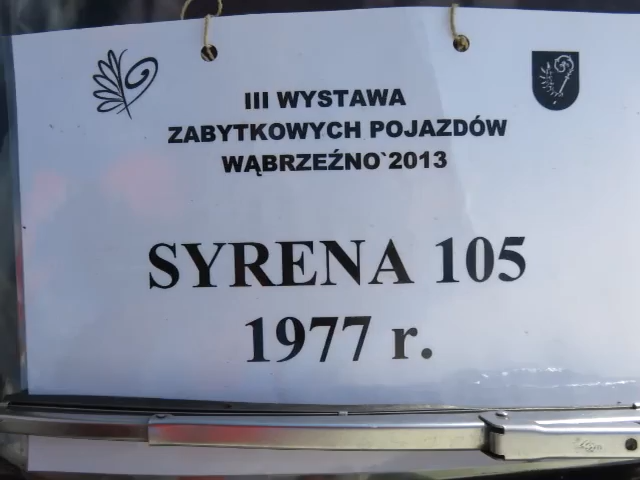 III WYSTAWA
ZABYTKOWYCH POJAZDÓW
WĄBRZEŹNO`2013
SYRENA 105
1977 r.